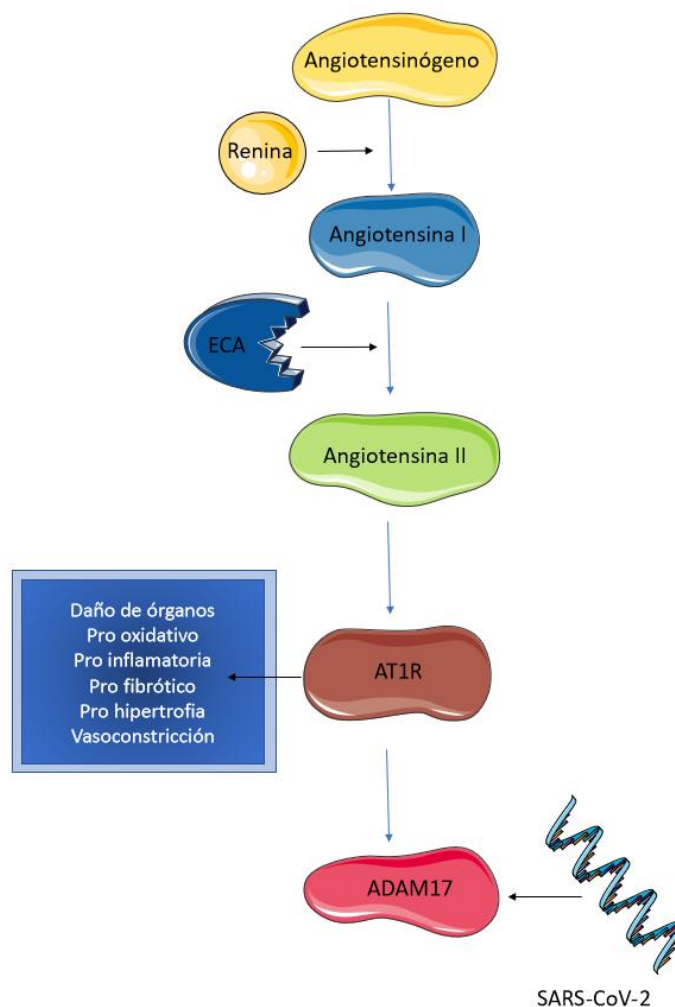 Angiotensinógeno
Renina
Angiotensina I
ECA
Angiotensina II
Daño de órganos
Pro oxidativo
Pro inflamatoria
Pro fibrótico
Pro hipertrofia
Vasoconstricción
AT1R
ADAM17
SARS-CoV-2